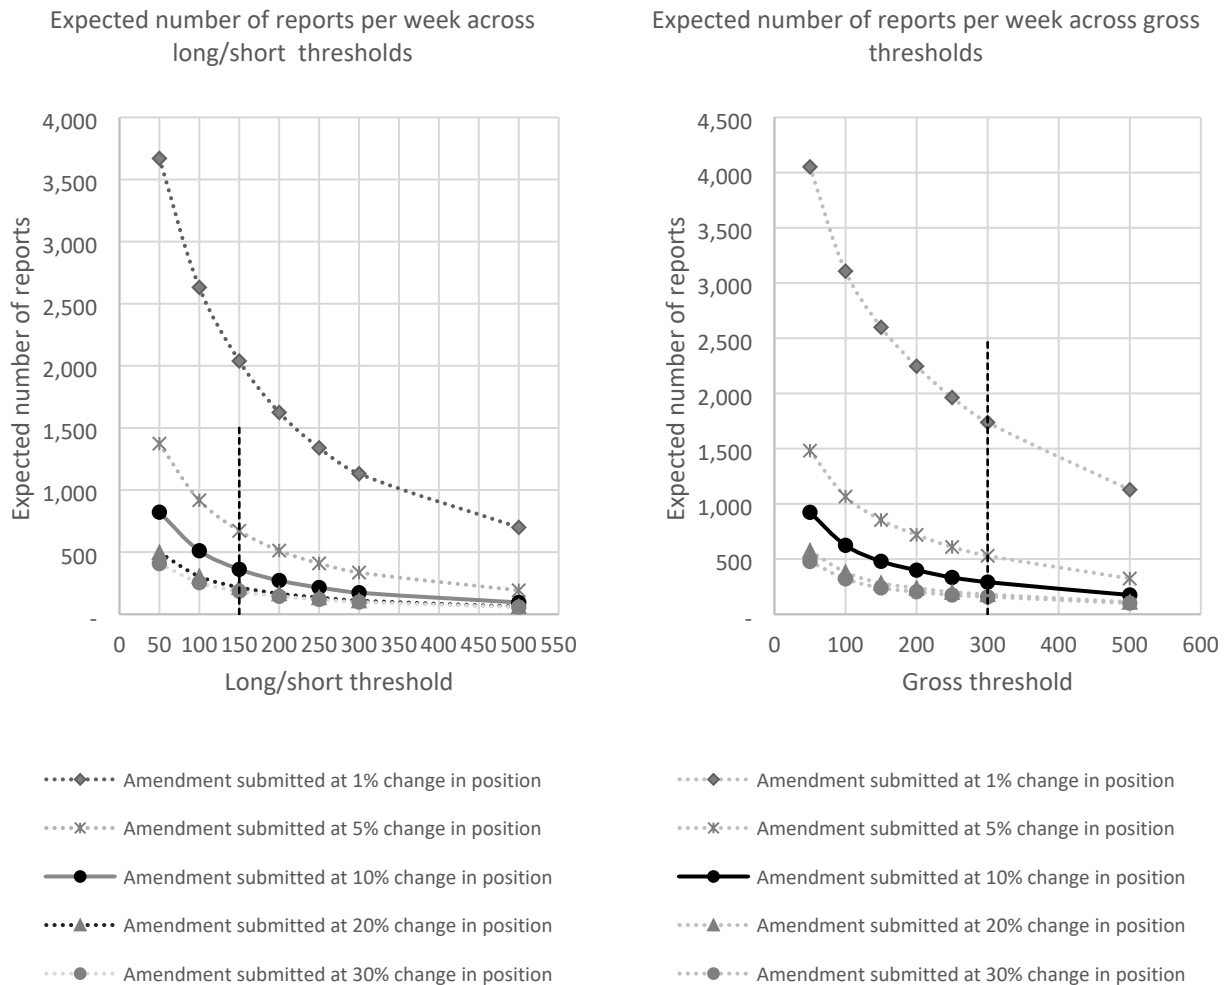 Expected number of reports per week across
long/short thresholds
Expected number of reports
4,000
3,500
3,000
2,500
2,000
1,500
1,000
500
-
0 50 100 150 200 250 300 350 400 450 500 550
Long/short threshold
Amendment submitted at 1% change in position
Amendment submitted at 5% change in position
Amendment submitted at 10% change in position
Amendment submitted at 20% change in position
Amendment submitted at 30% change in position
Expected number of reports per week across gross
thresholds
Expected number of reports
4,500
4,000
3,500
3,000
2,500
2,000
1,500
1,000
500
-
0 100 200 300 400 500 600
Gross threshold
Amendment submitted at 1% change in position
Amendment submitted at 5% change in position
Amendment submitted at 10% change in position
Amendment submitted at 20% change in position
Amendment submitted at 30% change in position